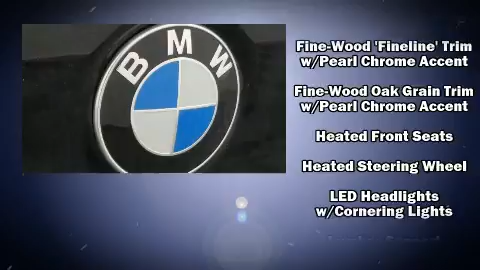 BMW
Fine-Wood 'Fineline' Trim
w/Pearl Chrome Accent
Fine-Wood Oak Grain Trim
w/Pearl Chrome Accent
Heated Front Seats
Heated Steering Wheel
LED Headlights
w/Cornering Lights